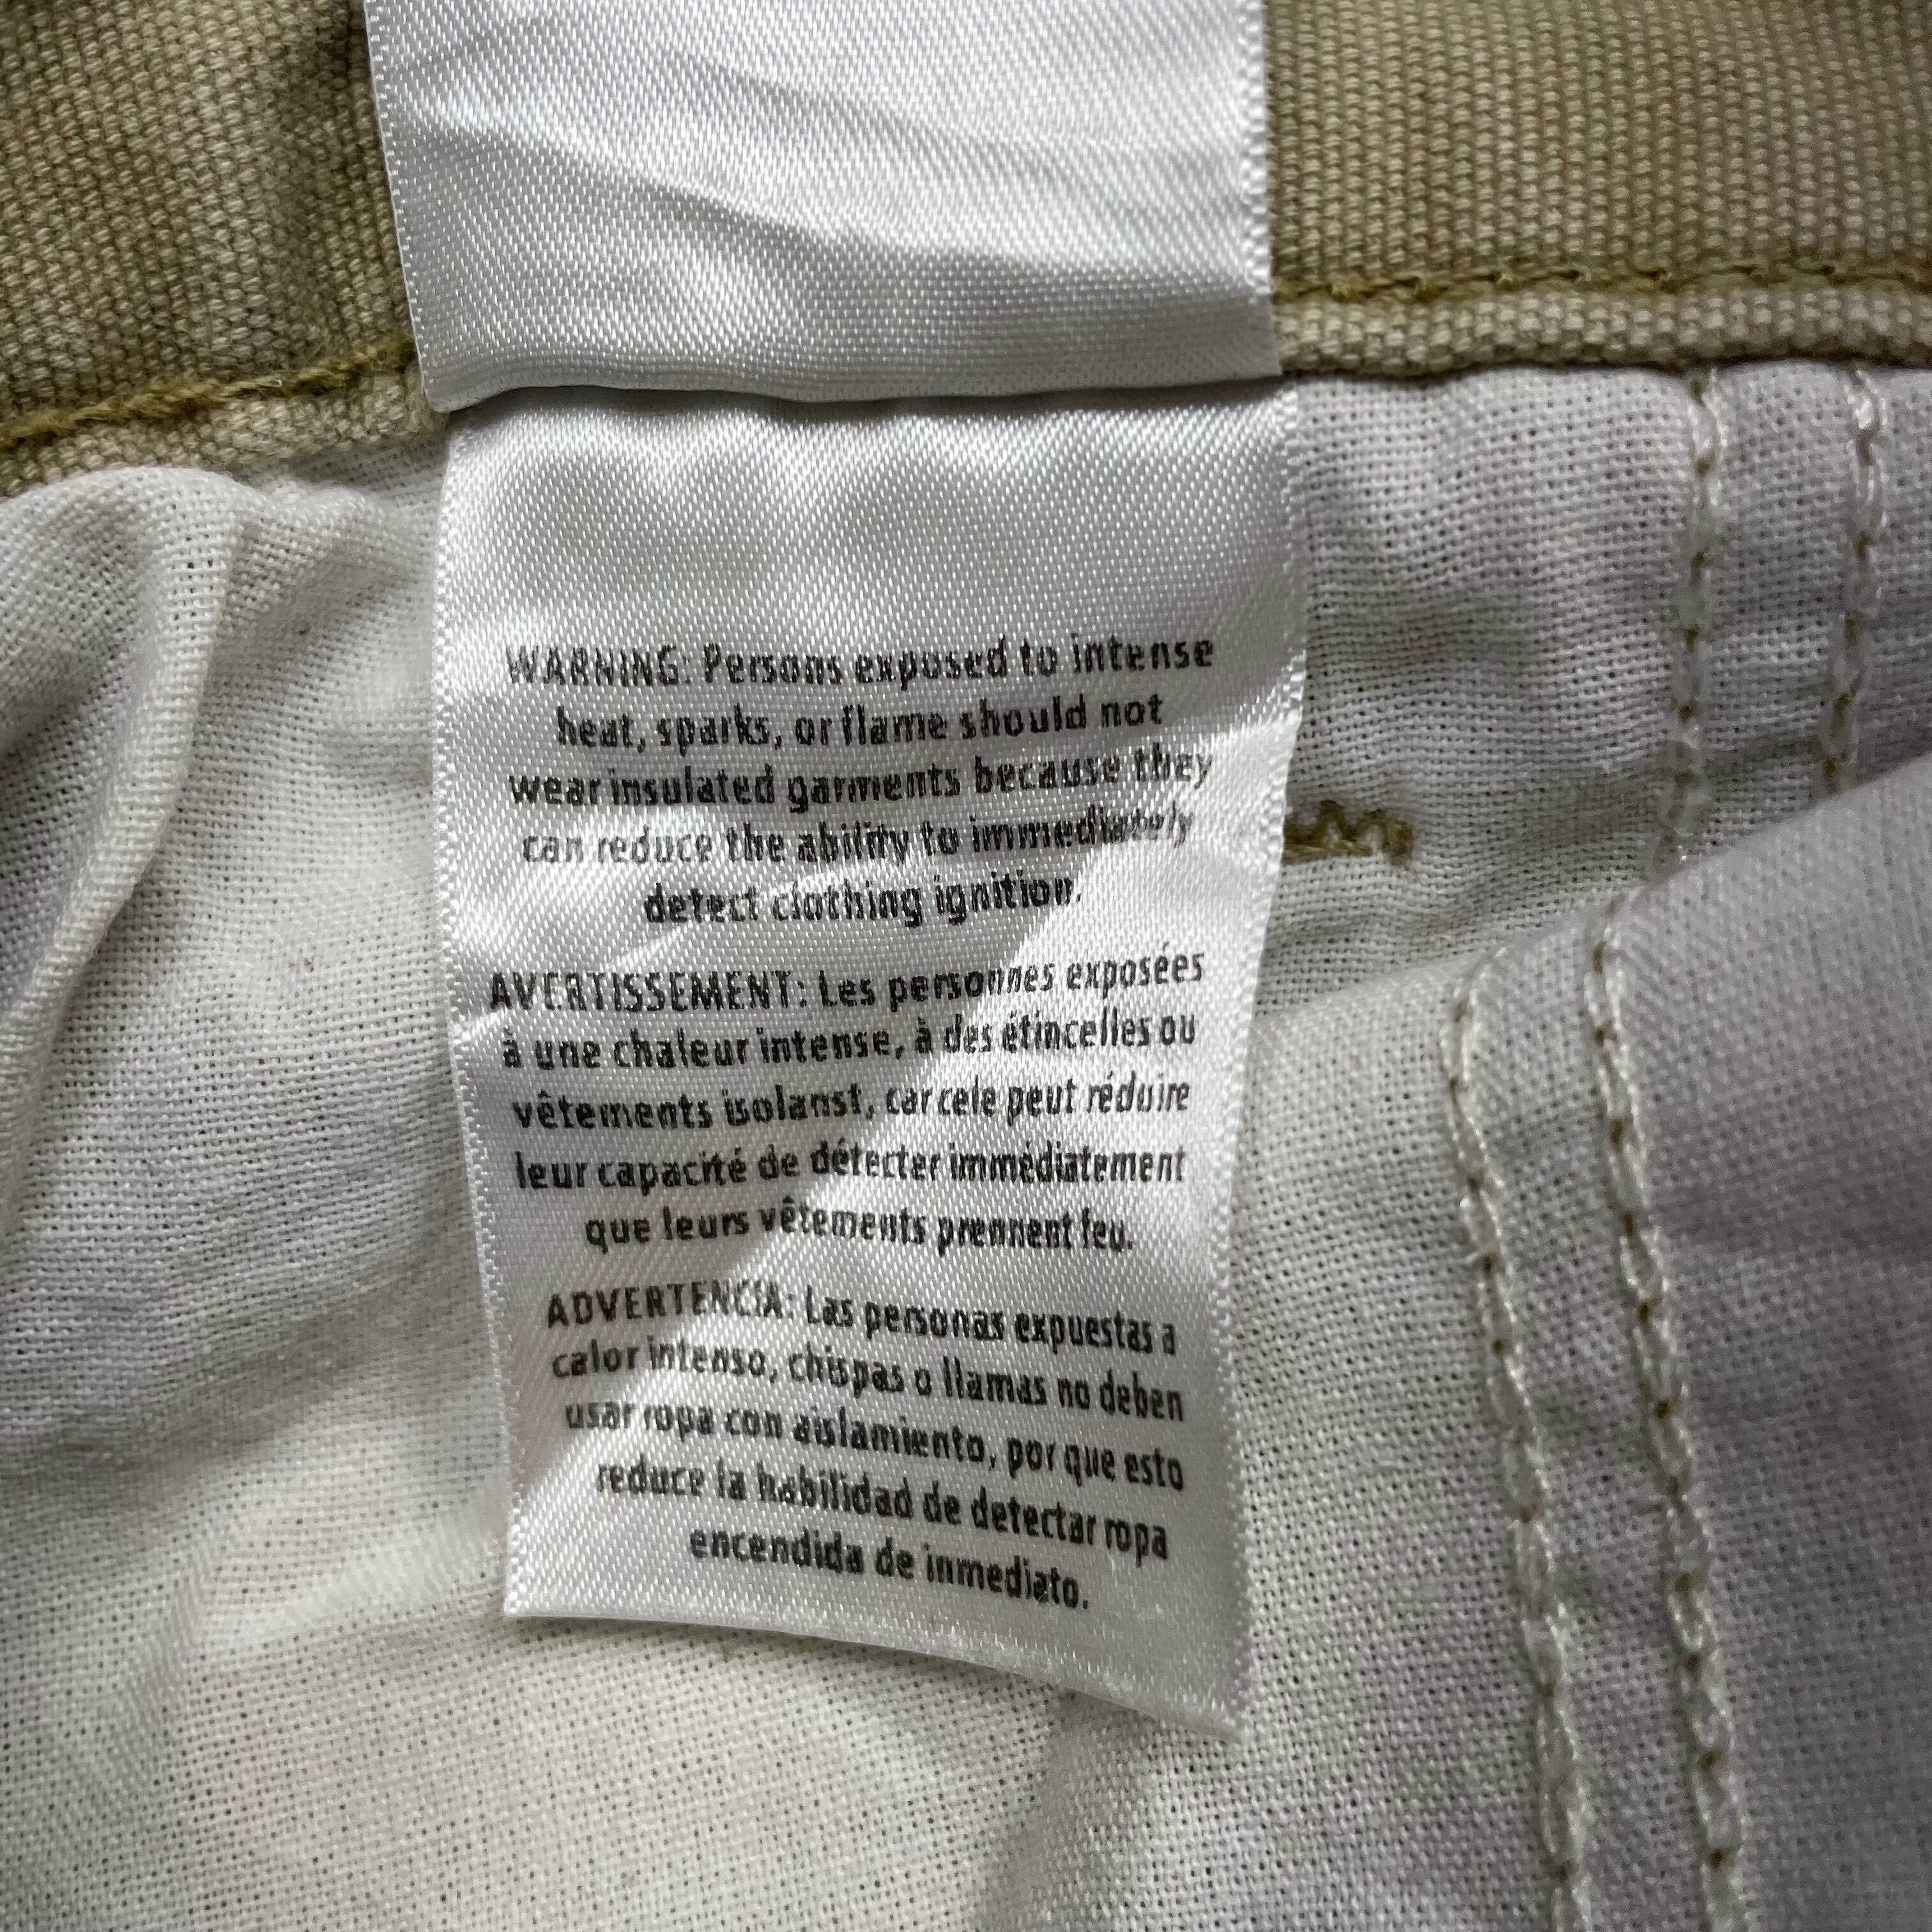 WARNING: Persons exposed to intense
heat, sparks, or flame should not
wear insulated garments because they
can reduce the ability to immediately
detect clothing ignition.
AVERTISSEMENT: Les personnes exposées
à une chaleur intense, à des étincelles ou
vêtements isolanst, car cele peut réduire
leur capacité de détecter immédiatement
que leurs vêtements prennent feu.
ADVERTENCIA: Las personas expuestas a
calor intenso, chispas o llamas no deben
usar ropa con aislamiento, por que esto
reduce la habilidad de detectar ropa
encendida de inmediato.